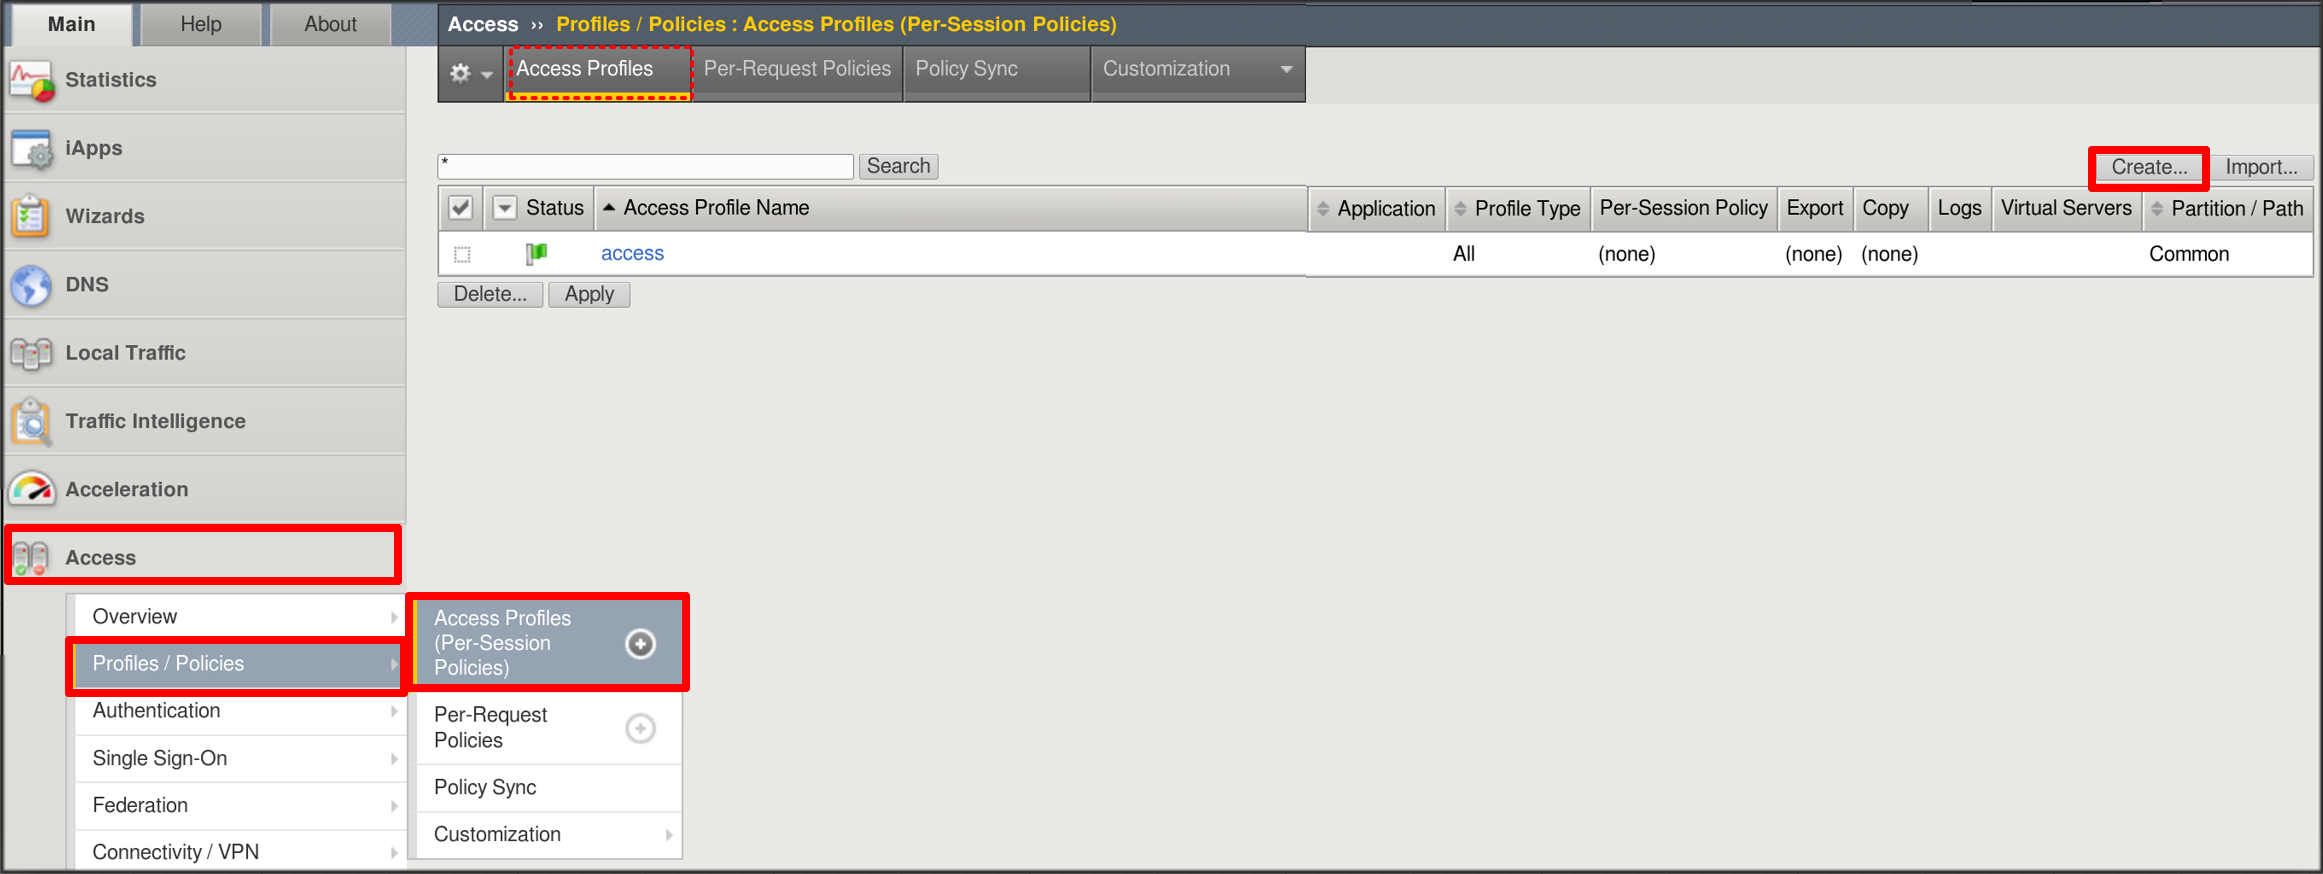 Main
Help
About
Access ›› Profiles / Policies : Access Profiles (Per-Session Policies)
Access Profiles
Per-Request Policies
Policy Sync
Customization
Statistics
iApps
Wizards
DNS
Local Traffic
Traffic Intelligence
Acceleration
Access
Overview
Profiles / Policies
Authentication
Single Sign-On
Federation
Connectivity / VPN
Access Profiles
(Per-Session
Policies)
Per-Request
Policies
Policy Sync
Customization
*
Search
Create...
Import...
Status
Access Profile Name
Application
Profile Type
Per-Session Policy
Export
Copy
Logs
Virtual Servers
Partition / Path
access
All
(none)
(none)
(none)
Common
Delete...
Apply